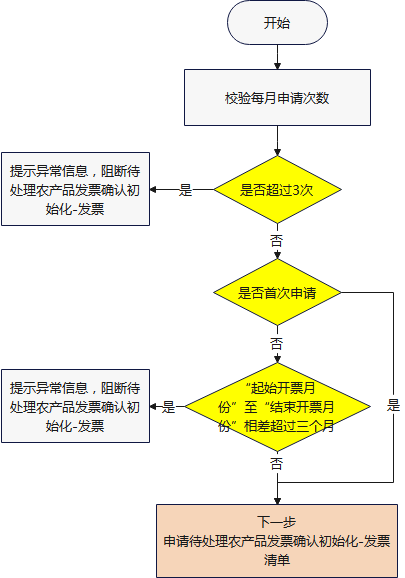 开始
校验每月申请次数
提示异常信息，阻断待
处理农产品发票确认初
始化-发票
是
是否超过3次
否
是否首次申请
否
提示异常信息，阻断待
处理农产品发票确认初
始化-发票
是
“起始开票月
份”至“结束开票月
份”相差超过三个月
是
否
下一步
申请待处理农产品发票确认初始化-发票
清单